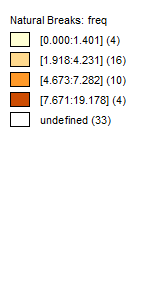 Natural Breaks: freq
[0.000:1.401] (4)
[1.918:4.231] (16)
[4.673:7.282] (10)
[7.671:19.178] (4)
undefined (33)